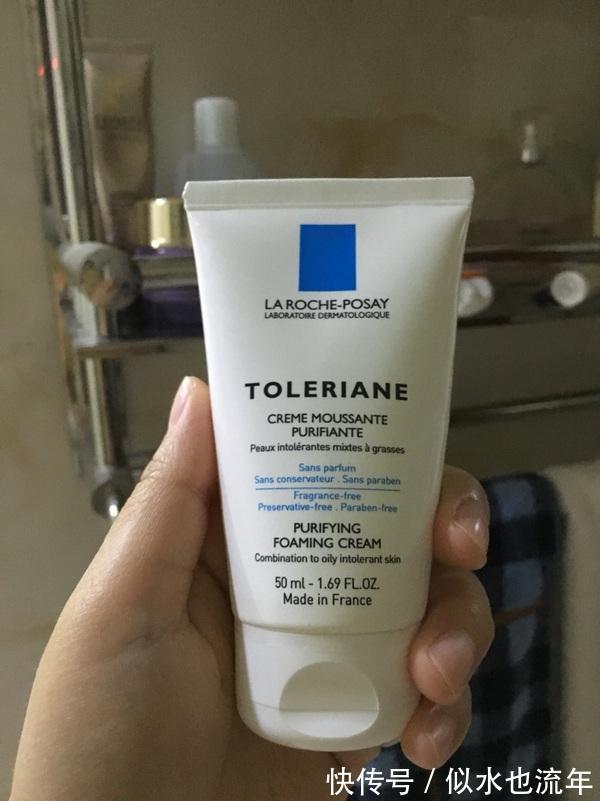 LA ROCHE-POSAY
LABORATOIRE DERMATOLOGIQUE
TOLERIANE
CREME MOUSSANTE
PURIFIANTE
Peaux intolérantes mixtes à grasses
Sans parfum
Sans conservateur . Sans paraben
Fragrance-free
Preservative-free . Paraben-free
PURIFYING
FOAMING CREAM
Combination to oily intolerant skin
50 ml - 1.69 FL.OZ.
Made in France
快传号 / 似水也流年